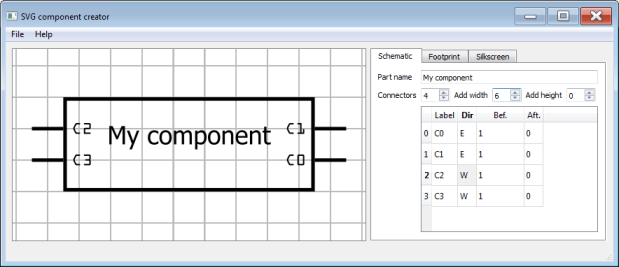 SVG component creator
File Help
Schematic Footprint Silkscreen
Part name My component
Connectors 4 Add width 6 Add height 0
C2 My component C1
C3 C0
Label Dir Bef. Aft.
0 C0 E 1 0
1 C1 E 1 0
2 C2 W 1 0
3 C3 W 1 0